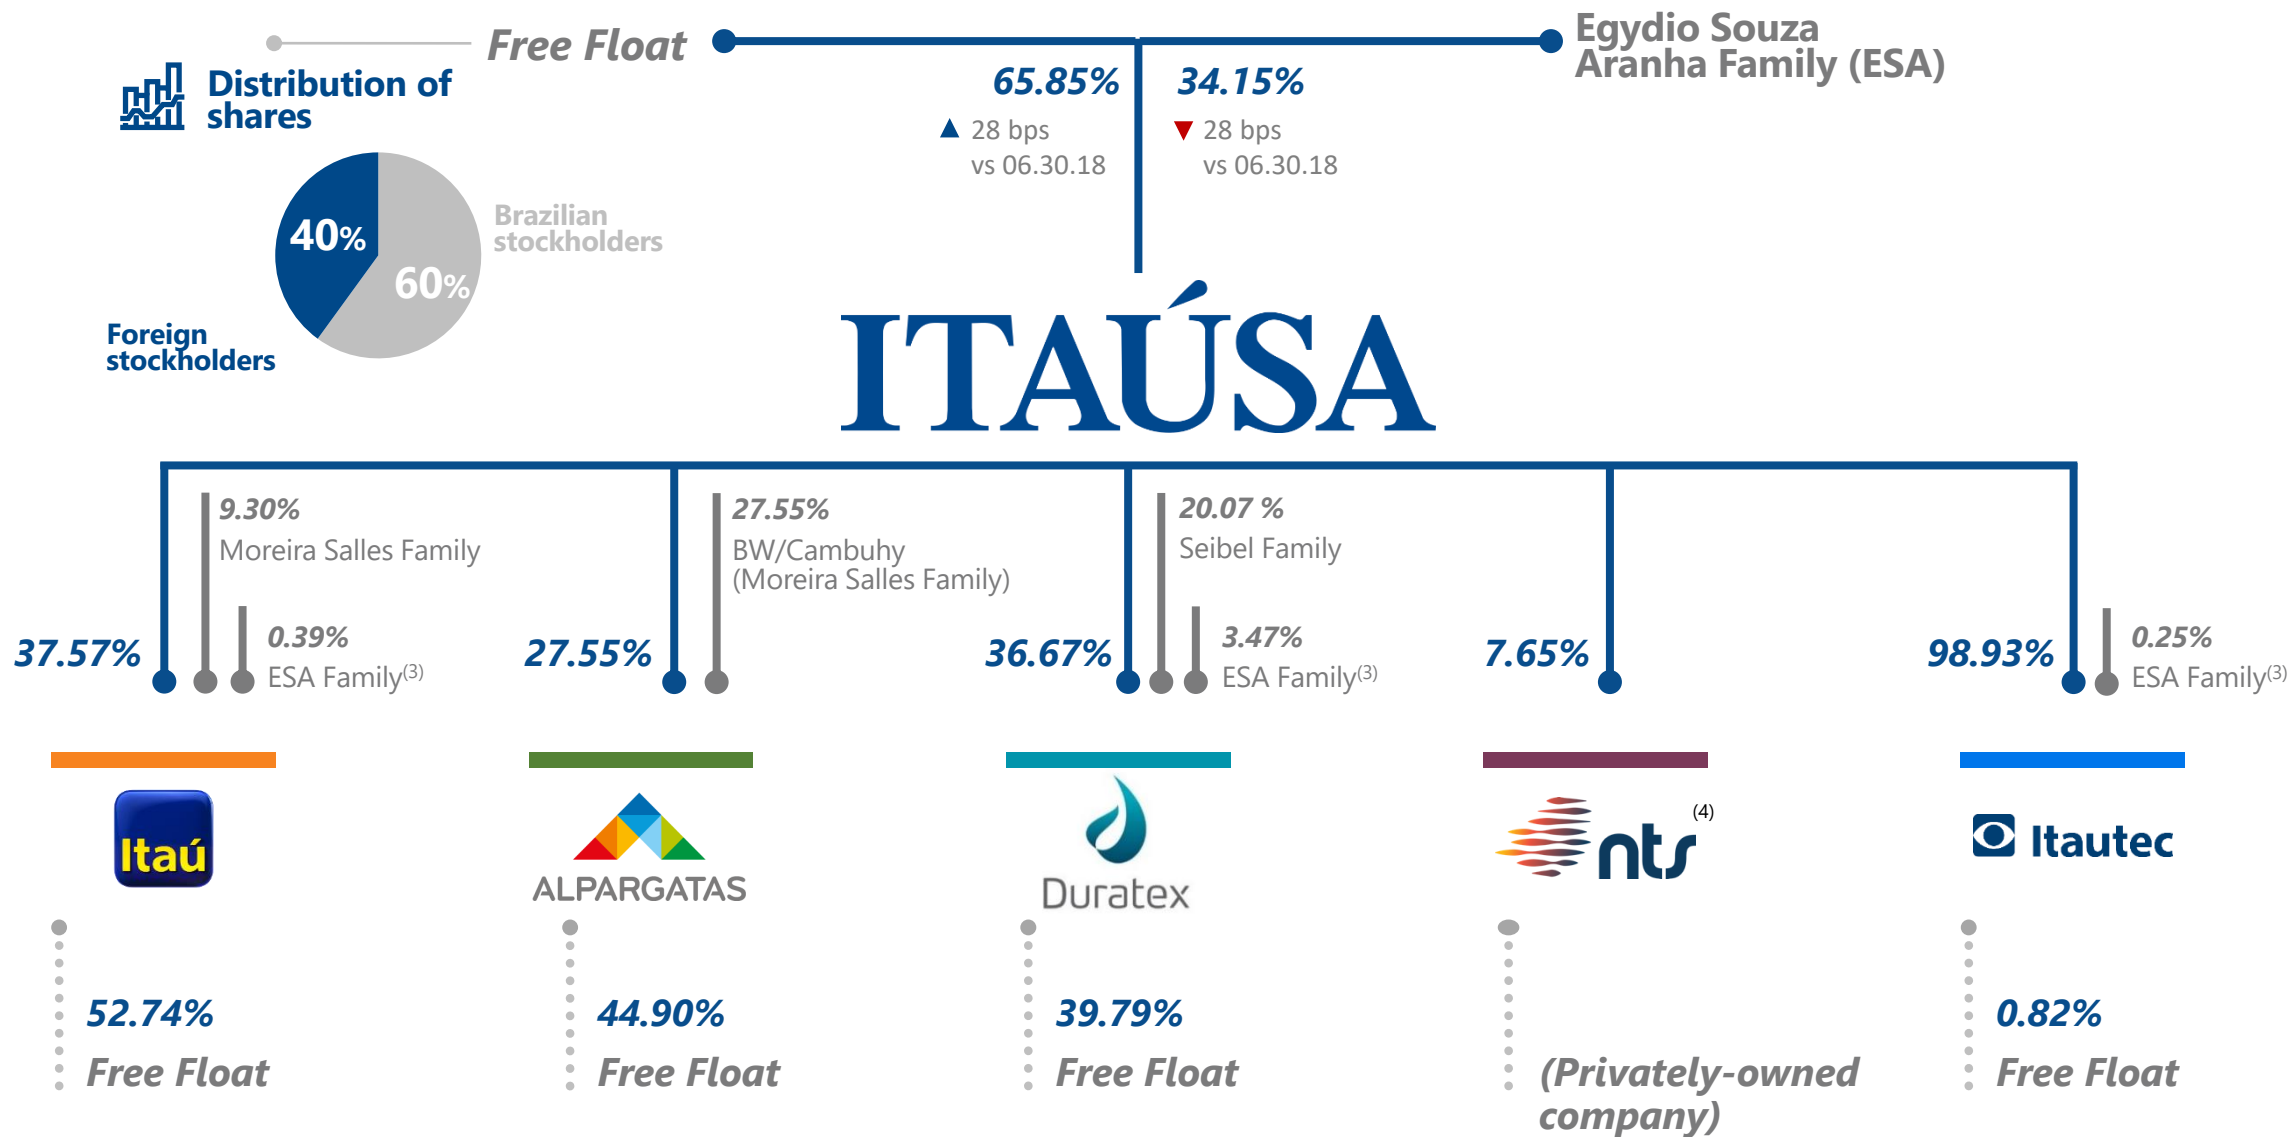 Free Float
Egydio Souza
Aranha Family (ESA)
Distribution of
shares
65.85%
▲ 28 bps
vs 06.30.18
34.15%
▼ 28 bps
vs 06.30.18
40%
60%
Brazilian
stockholders
Foreign
stockholders
ITAÚSA
9.30%
Moreira Salles Family
0.39%
ESA Family(3)
37.57%
27.55%
BW/Cambuhy
(Moreira Salles Family)
27.55%
20.07 %
Seibel Family
3.47%
ESA Family(3)
36.67%
7.65%
98.93%
0.25%
ESA Family(3)
Itaú
ALPARGATAS
Duratex
nts (4)
Itautec
52.74%
Free Float
44.90%
Free Float
39.79%
Free Float
(Privately-owned
company)
0.82%
Free Float